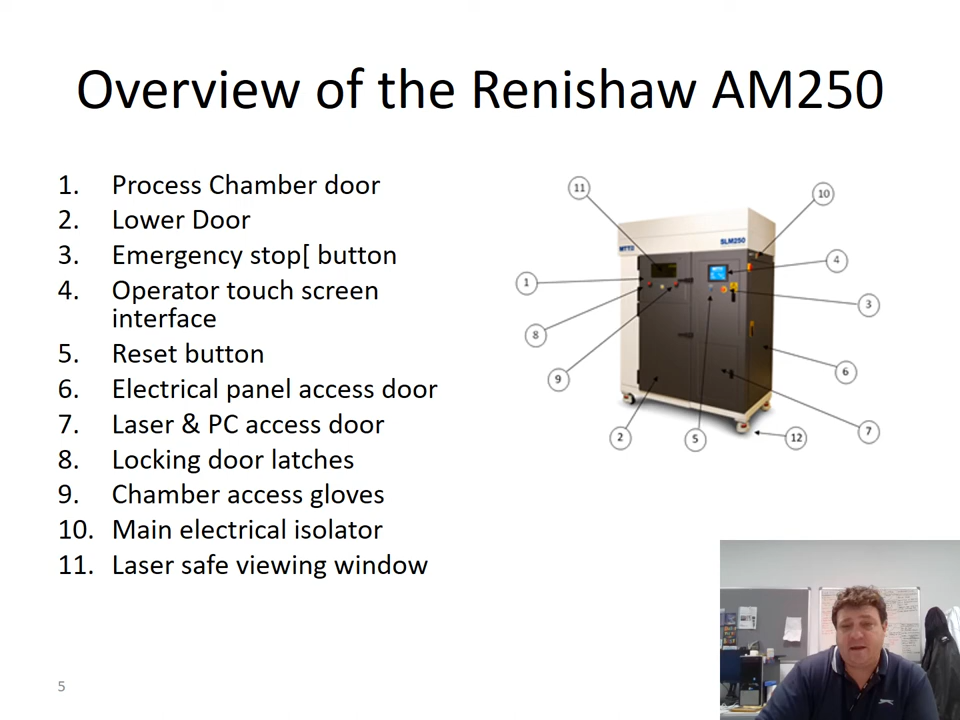 Overview of the Renishaw AM250
1. Process Chamber door
2. Lower Door
3. Emergency stop[ button
4. Operator touch screen
interface
5. Reset button
6. Electrical panel access door
7. Laser & PC access door
8. Locking door latches
9. Chamber access gloves
10. Main electrical isolator
11. Laser safe viewing window
11
10
MTT
SLM250
4
1
3
8
6
9
2
5
12
7
5